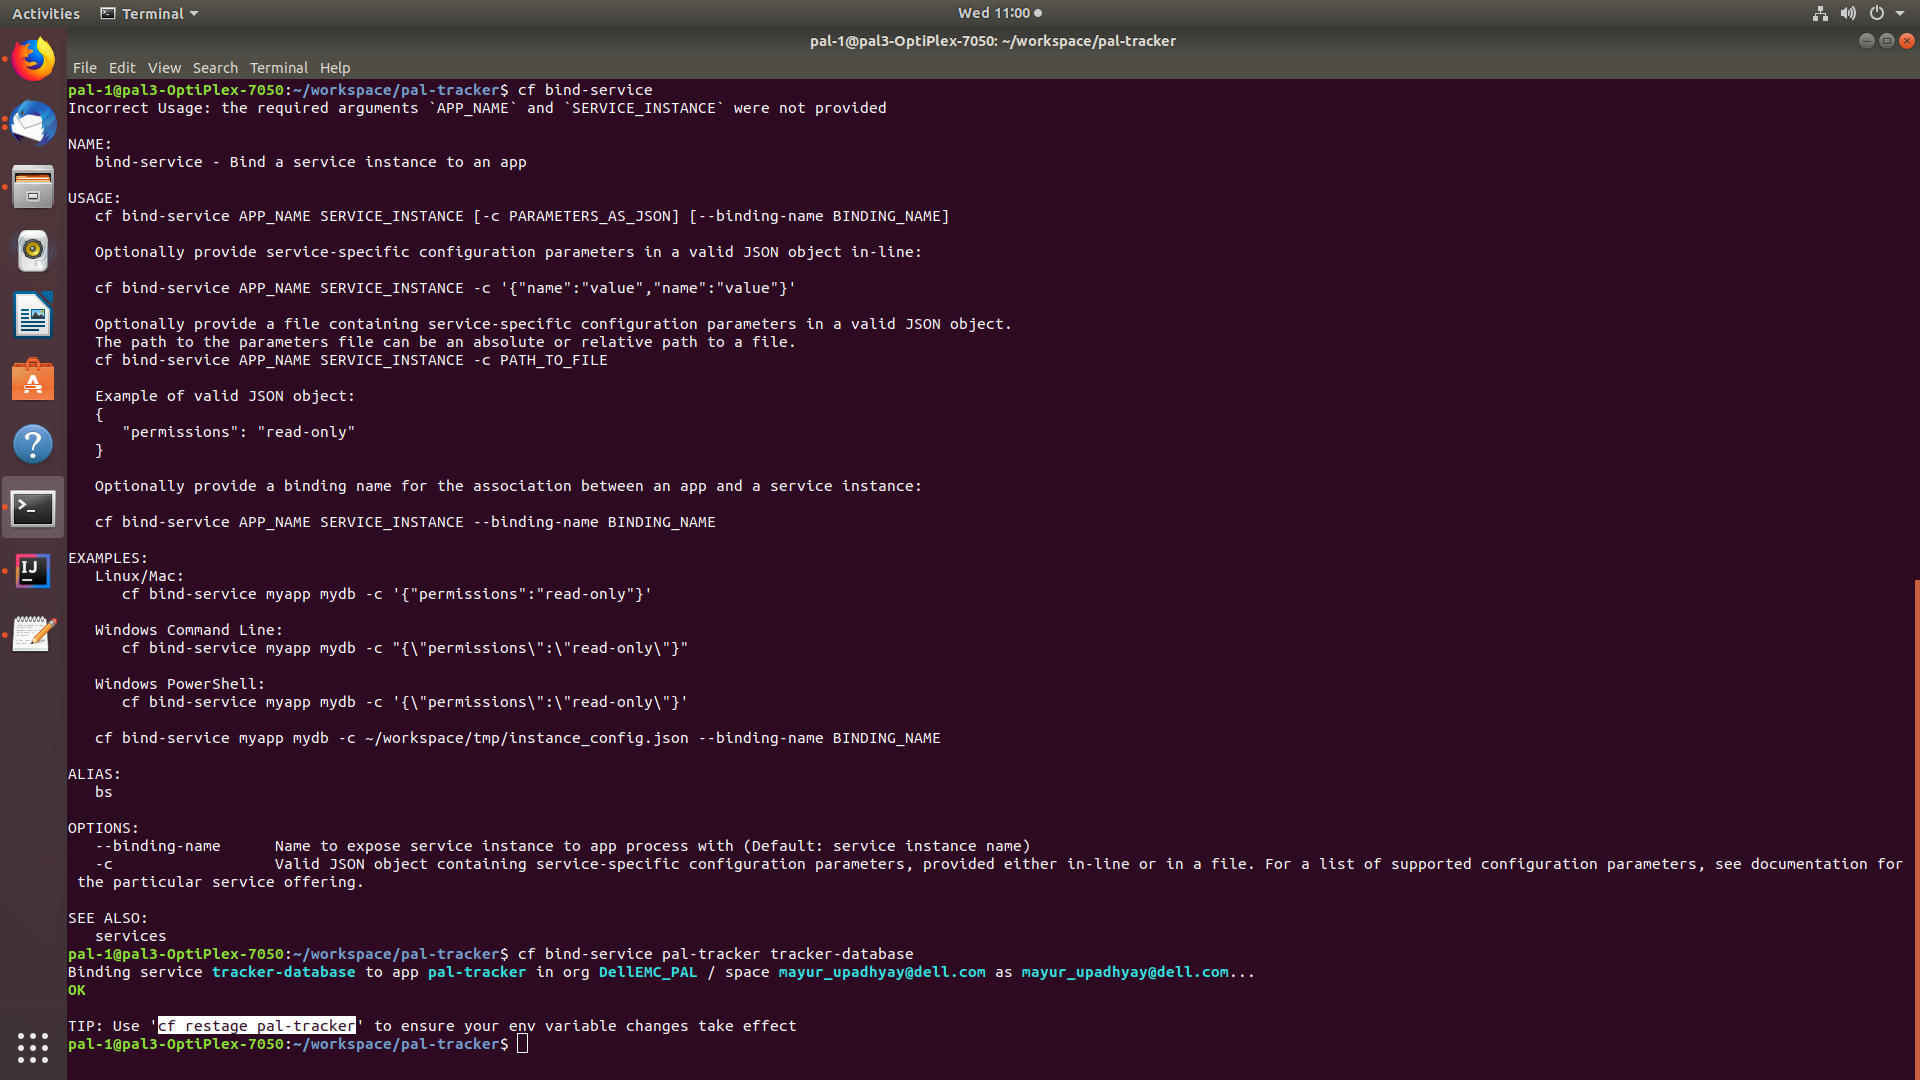 Activities Terminal Wed 11:00
pal-1@pal3-OptiPlex-7050: ~/workspace/pal-tracker
File Edit View Search Terminal Help
pal-1@pal3-OptiPlex-7050:~/workspace/pal-tracker$ cf bind-service
Incorrect Usage: the required arguments `APP_NAME` and `SERVICE_INSTANCE` were not provided
NAME:
bind-service - Bind a service instance to an app
USAGE:
cf bind-service APP_NAME SERVICE_INSTANCE [-c PARAMETERS_AS_JSON] [--binding-name BINDING_NAME]
Optionally provide service-specific configuration parameters in a valid JSON object in-line:
cf bind-service APP_NAME SERVICE_INSTANCE -c '{"name":"value","name":"value"}'
Optionally provide a file containing service-specific configuration parameters in a valid JSON object.
The path to the parameters file can be an absolute or relative path to a file.
cf bind-service APP_NAME SERVICE_INSTANCE -c PATH_TO_FILE
Example of valid JSON object:
{
"permissions": "read-only"
}
Optionally provide a binding name for the association between an app and a service instance:
cf bind-service APP_NAME SERVICE_INSTANCE --binding-name BINDING_NAME
EXAMPLES:
Linux/Mac:
cf bind-service myapp mydb -c '{"permissions":"read-only"}'
Windows Command Line:
cf bind-service myapp mydb -c "{\"permissions\":\"read-only\"}"
Windows PowerShell:
cf bind-service myapp mydb -c '{\"permissions\":\"read-only\"}'
cf bind-service myapp mydb -c ~/workspace/tmp/instance_config.json --binding-name BINDING_NAME
ALIAS:
bs
OPTIONS:
--binding-name Name to expose service instance to app process with (Default: service instance name)
-c Valid JSON object containing service-specific configuration parameters, provided either in-line or in a file. For a list of supported configuration parameters, see documentation for
the particular service offering.
SEE ALSO:
services
pal-1@pal3-OptiPlex-7050:~/workspace/pal-tracker$ cf bind-service pal-tracker tracker-database
Binding service tracker-database to app pal-tracker in org DellEMC_PAL / space mayur_upadhyay@dell.com as mayur_upadhyay@dell.com...
OK
TIP: Use 'cf restage pal-tracker' to ensure your env variable changes take effect
pal-1@pal3-OptiPlex-7050:~/workspace/pal-tracker$